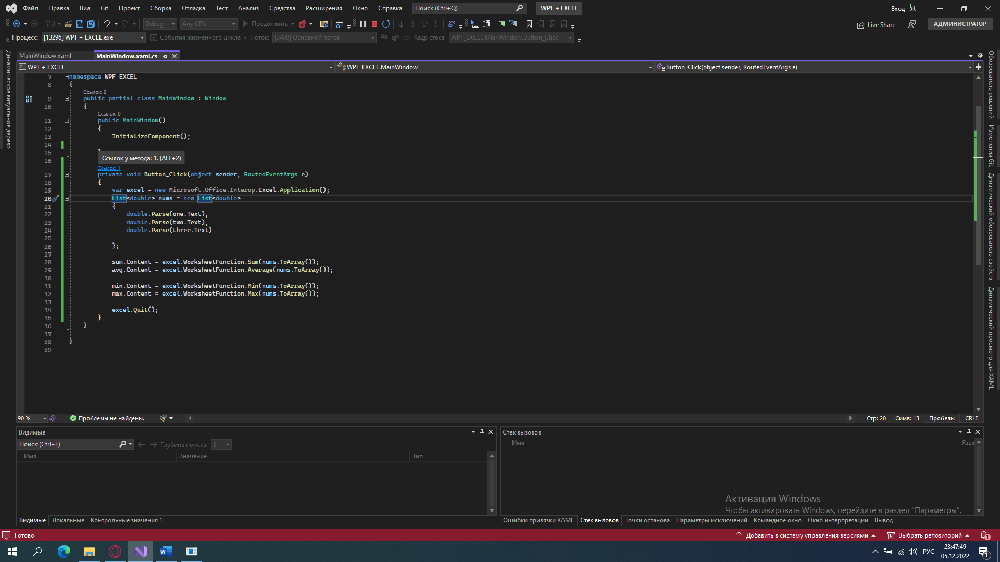 Файл Правка Вид Git Проект Сборка Отладка Тест Анализ Средства Расширения Окно Справка Поиск (Ctrl+Q) WPF + EXCEL Вход
Debug Any CPU Продолжить Live Share АДМИНИСТРАТОР
Процесс: [13296] WPF + EXCEL.exe События жизненного цикла Поток: [3408] Основной поток Кадр стека: WPF_EXCEL.MainWindow.Button_Click
Динамическое визуальное дерево
MainWindow.xaml MainWindow.xaml.cs
WPF + EXCEL WPF_EXCEL.MainWindow Button_Click(object sender, RoutedEventArgs e)
7 namespace WPF_EXCEL
8 {
Ссылок: 2
9 public partial class MainWindow : Window
10 {
Ссылок: 0
11 public MainWindow()
12 {
13 InitializeComponent();
14
15
Ссылок у метода: 1. (ALT+2)
16
Ссылок: 1
17 private void Button_Click(object sender, RoutedEventArgs e)
18 {
19 var excel = new Microsoft.Office.Interop.Excel.Application();
20 List<double> nums = new List<double>
21 {
22 double.Parse(one.Text),
23 double.Parse(two.Text),
24 double.Parse(three.Text)
25
26 };
27
28 sum.Content = excel.WorksheetFunction.Sum(nums.ToArray());
29 avg.Content = excel.WorksheetFunction.Average(nums.ToArray());
30
31 min.Content = excel.WorksheetFunction.Min(nums.ToArray());
32 max.Content = excel.WorksheetFunction.Max(nums.ToArray());
33
34 excel.Quit();
35 }
36 }
37
38 }
39
Обозреватель решений
Изменения Git
Динамический обозреватель свойств
Динамический просмотр для XAML
90 % Проблемы не найдены. Стр: 20 Симв: 13 Пробелы CRLF
Видимые
Поиск (Ctrl+E) Глубина поиска: 3
Имя Значение Тип
Видимые Локальные Контрольные значения 1
Стек вызовов
Имя Язык
Активация Windows
Чтобы активировать Windows, перейдите в раздел "Параметры".
Ошибки привязки XAML Стек вызовов Точки останова Параметры исключений Командное окно Окно интерпретации Вывод
Готово Добавить в систему управления версиями Выбрать репозиторий 1
РУС 23:47:49
05.12.2022 1